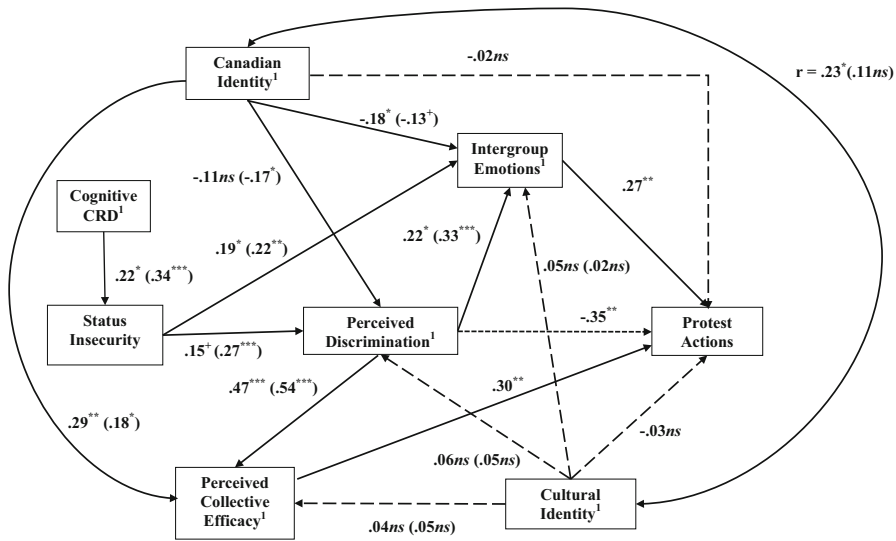 Canadian
Identity¹
-.02ns
r = .23*(.11ns)
-.18* (-.13⁺)
Intergroup
Emotions¹
-.11ns (-.17*)
Cognitive
CRD¹
.27**
.19* (.22**)
.22* (.33***)
.05ns (.02ns)
.22* (.34***)
Status
Insecurity
Perceived
Discrimination¹
-.35**
Protest
Actions
.15⁺ (.27***)
.47*** (.54***)
.30**
.29** (.18*)
-.03ns
.06ns (.05ns)
Perceived
Collective
Efficacy¹
Cultural
Identity¹
.04ns (.05ns)